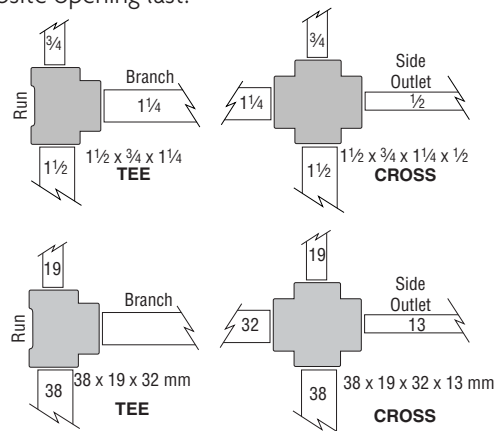 osite opening last.
3/4
Branch
1 1/4
Run
1 1/2
1 1/2 x 3/4 x 1 1/4
TEE
3/4
Side
Outlet
1/2
1 1/4
1 1/2
1 1/2 x 3/4 x 1 1/4 x 1/2
CROSS
19
Branch
Run
38
38 x 19 x 32 mm
TEE
19
Side
Outlet
13
32
38
38 x 19 x 32 x 13 mm
CROSS